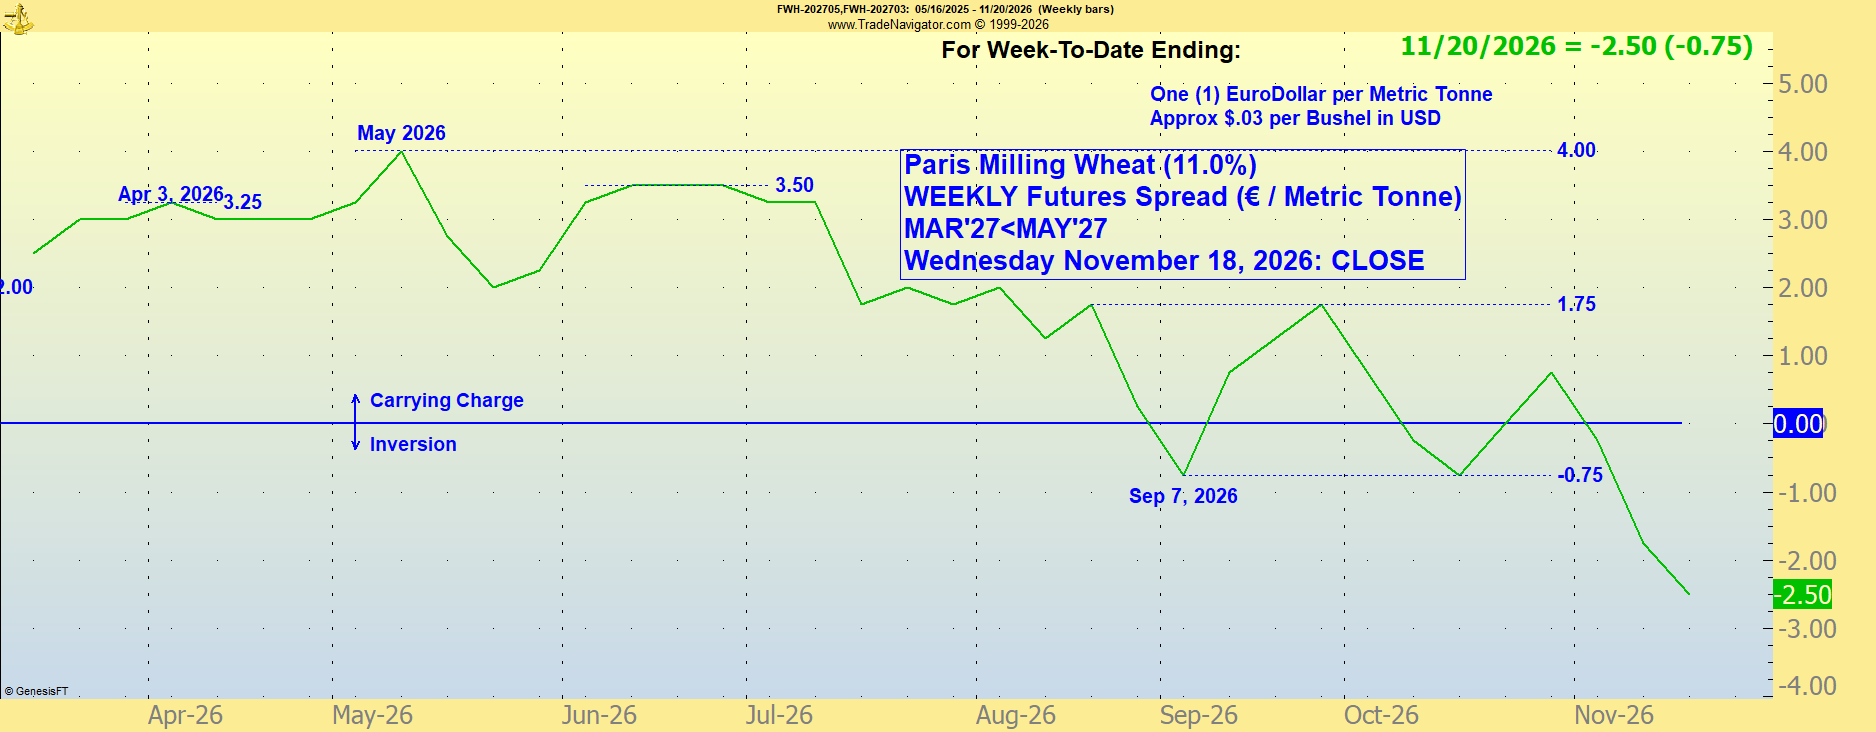 FWH-202705,FWH-202703: 05/16/2025 - 11/20/2026 (Weekly bars)
www.TradeNavigator.com © 1999-2026
For Week-To-Date Ending:
11/20/2026 = -2.50 (-0.75)
One (1) EuroDollar per Metric Tonne
Approx $.03 per Bushel in USD
May 2026
4.00
Paris Milling Wheat (11.0%)
WEEKLY Futures Spread (€ / Metric Tonne)
MAR'27<MAY'27
Wednesday November 18, 2026: CLOSE
Apr 3, 2026
3.25
3.50
2.00
1.75
Carrying Charge
Inversion
-0.75
Sep 7, 2026
5.00
4.00
3.00
2.00
1.00
0.00
-1.00
-2.00
-2.50
-3.00
-4.00
© GenesisFT
Apr-26
May-26
Jun-26
Jul-26
Aug-26
Sep-26
Oct-26
Nov-26